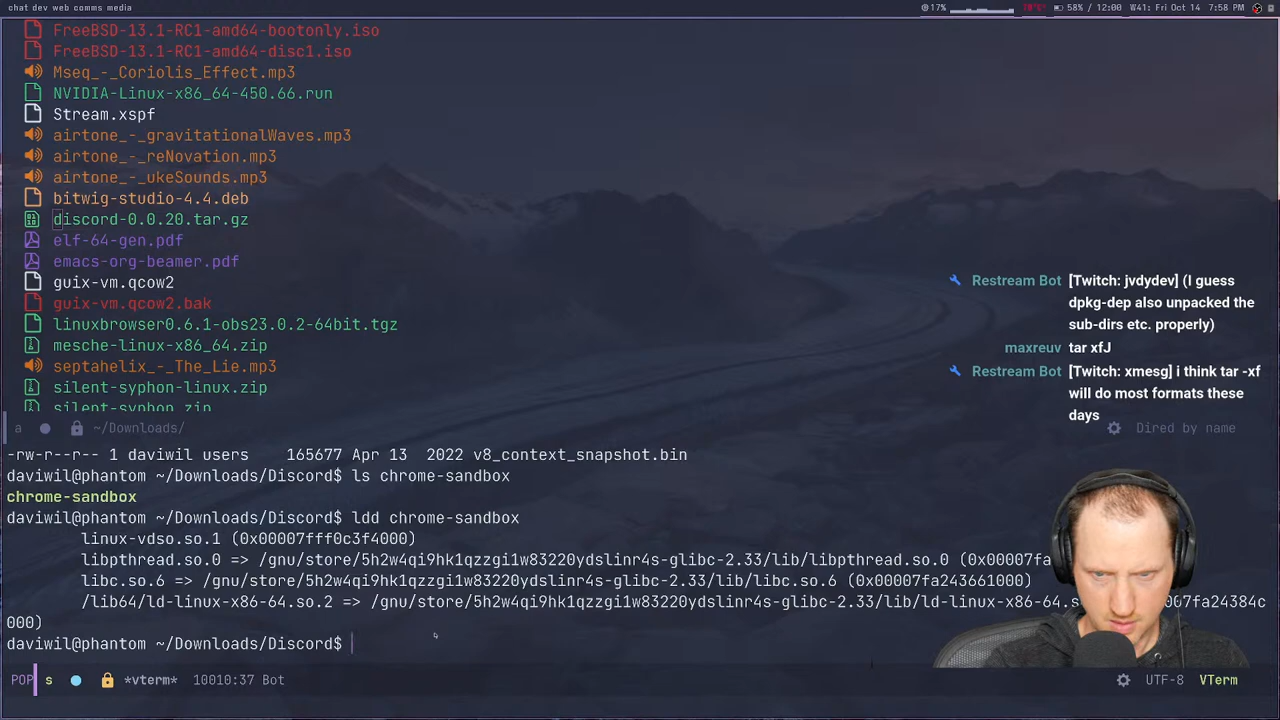 chat dev web comms media
17%
58% / 12:00
W41: Fri Oct 14
7:58 PM
FreeBSD-13.1-RC1-amd64-bootonly.iso
FreeBSD-13.1-RC1-amd64-disc1.iso
Mseq_-_Coriolis_Effect.mp3
NVIDIA-Linux-x86_64-450.66.run
Stream.xspf
airtone_-_gravitationalWaves.mp3
airtone_-_reNovation.mp3
airtone_-_ukeSounds.mp3
bitwig-studio-4.4.deb
discord-0.0.20.tar.gz
elf-64-gen.pdf
emacs-org-beamer.pdf
guix-vm.qcow2
guix-vm.qcow2.bak
linuxbrowser0.6.1-obs23.0.2-64bit.tgz
mesche-linux-x86_64.zip
septahelix_-_The_Lie.mp3
silent-syphon-linux.zip
silent-syphon.zip
Restream Bot [Twitch: jvdydev] (I guess
dpkg-dep also unpacked the
sub-dirs etc. properly)
maxreuv tar xfJ
Restream Bot [Twitch: xmesg] i think tar -xf
will do most formats these
days
a ~/Downloads/ Dired by name
-rw-r--r-- 1 daviwil users 165677 Apr 13 2022 v8_context_snapshot.bin
daviwil@phantom ~/Downloads/Discord$ ls chrome-sandbox
chrome-sandbox
daviwil@phantom ~/Downloads/Discord$ ldd chrome-sandbox
linux-vdso.so.1 (0x00007fff0c3f4000)
libpthread.so.0 => /gnu/store/5h2w4qi9hk1qzzgi1w83220ydslinr4s-glibc-2.33/lib/libpthread.so.0 (0x00007fa
libc.so.6 => /gnu/store/5h2w4qi9hk1qzzgi1w83220ydslinr4s-glibc-2.33/lib/libc.so.6 (0x00007fa243661000)
/lib64/ld-linux-x86-64.so.2 => /gnu/store/5h2w4qi9hk1qzzgi1w83220ydslinr4s-glibc-2.33/lib/ld-linux-x86-64.s 07fa24384c
000)
daviwil@phantom ~/Downloads/Discord$
POP s *vterm* 10010:37 Bot UTF-8 VTerm